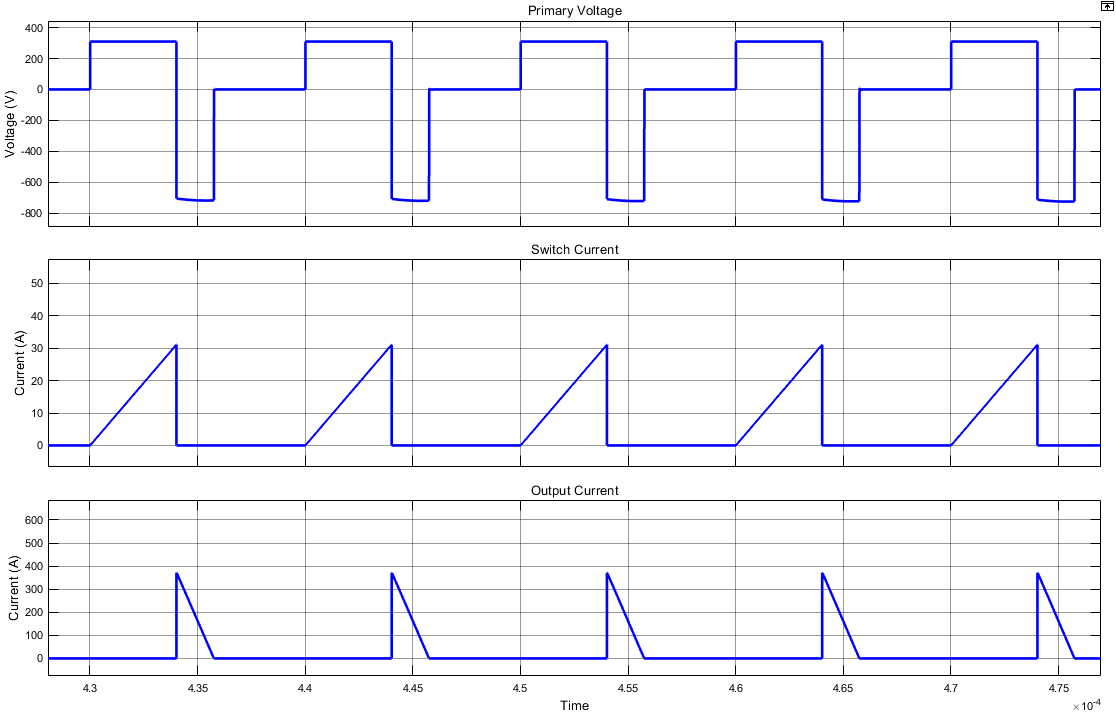 Primary Voltage
400
200
0
-200
-400
-600
-800
Voltage (V)
Switch Current
50
40
30
20
10
0
Current (A)
Output Current
600
500
400
300
200
100
0
Current (A)
4.3 4.35 4.4 4.45 4.5 4.55 4.6 4.65 4.7 4.75
Time
×10-4